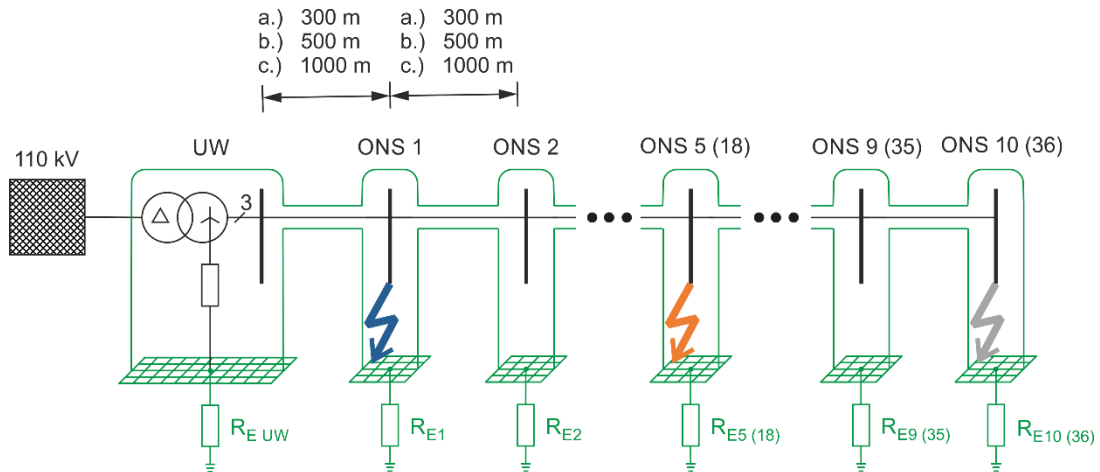 a.) 300 m
b.) 500 m
c.) 1000 m
a.) 300 m
b.) 500 m
c.) 1000 m
110 kV
UW
ONS 1
ONS 2
ONS 5 (18)
ONS 9 (35)
ONS 10 (36)
3
R_E UW
R_E1
R_E2
R_E5 (18)
R_E9 (35)
R_E10 (36)